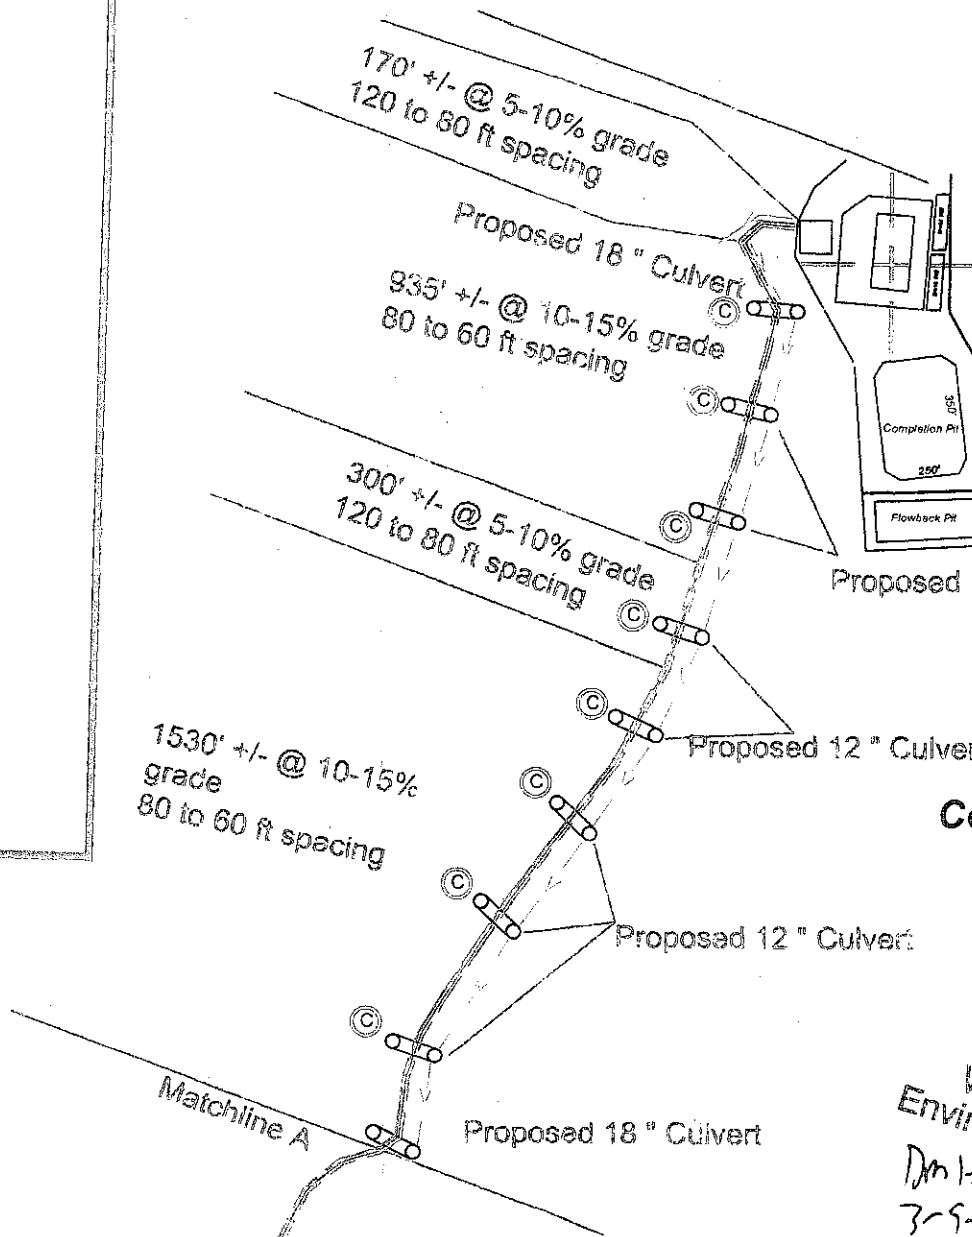 170' +/- @ 5-10% grade
120 to 80 ft spacing
Proposed 18 " Culvert
935' +/- @ 10-15% grade
80 to 60 ft spacing
C
C
Completion Pit
350'
250'
300' +/- @ 5-10% grade
120 to 80 ft spacing
C
Flowback Pit
Proposed
C
C
Proposed 12 " Culver
1530' +/- @ 10-15%
grade
80 to 60 ft spacing
C
C
Proposed 12 " Culvert
C
Matchline A
Proposed 18 " Culvert